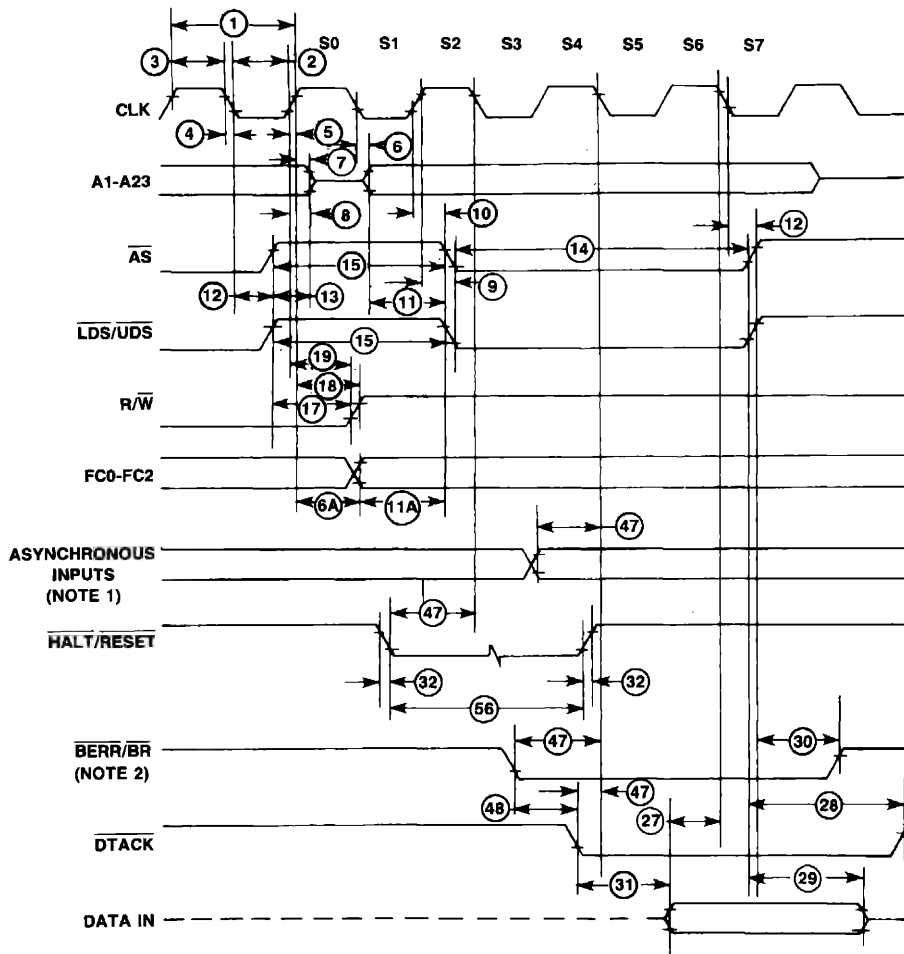 1
S0 S1 S2 S3 S4 S5 S6 S7
3 2
CLK
4 5 6
7
A1-A23
8 10 12
AS
14
15
9
12 13 11
LDS/UDS
15
19
18
R/W
17
FC0-FC2
6A 11A
47
ASYNCHRONOUS
INPUTS
(NOTE 1)
47
HALT/RESET
32 32
56
BERR/BR
(NOTE 2)
47 30
47 28
48 27
DTACK
31 29
DATA IN